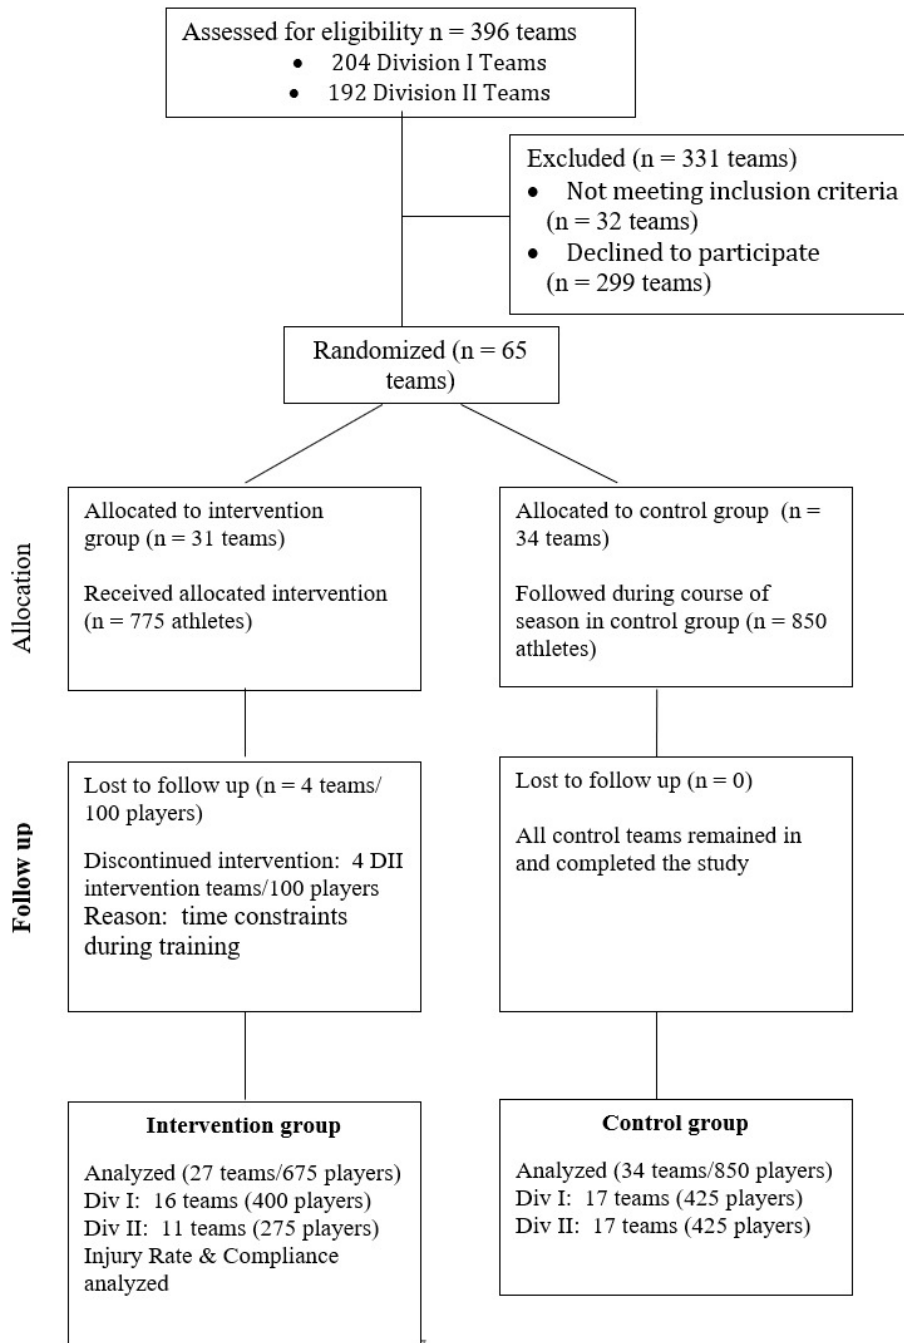 Assessed for eligibility n = 396 teams
• 204 Division I Teams
• 192 Division II Teams
Excluded (n = 331 teams)
• Not meeting inclusion criteria
(n = 32 teams)
• Declined to participate
(n = 299 teams)
Randomized (n = 65
teams)
Allocation
Allocated to intervention
group (n = 31 teams)
Received allocated intervention
(n = 775 athletes)
Allocated to control group (n =
34 teams)
Followed during course of
season in control group (n = 850
athletes)
Follow up
Lost to follow up (n = 4 teams/
100 players)
Discontinued intervention: 4 DII
intervention teams/100 players
Reason: time constraints
during training
Lost to follow up (n = 0)
All control teams remained in
and completed the study
Intervention group
Analyzed (27 teams/675 players)
Div I: 16 teams (400 players)
Div II: 11 teams (275 players)
Injury Rate & Compliance
analyzed
Control group
Analyzed (34 teams/850 players)
Div I: 17 teams (425 players)
Div II: 17 teams (425 players)